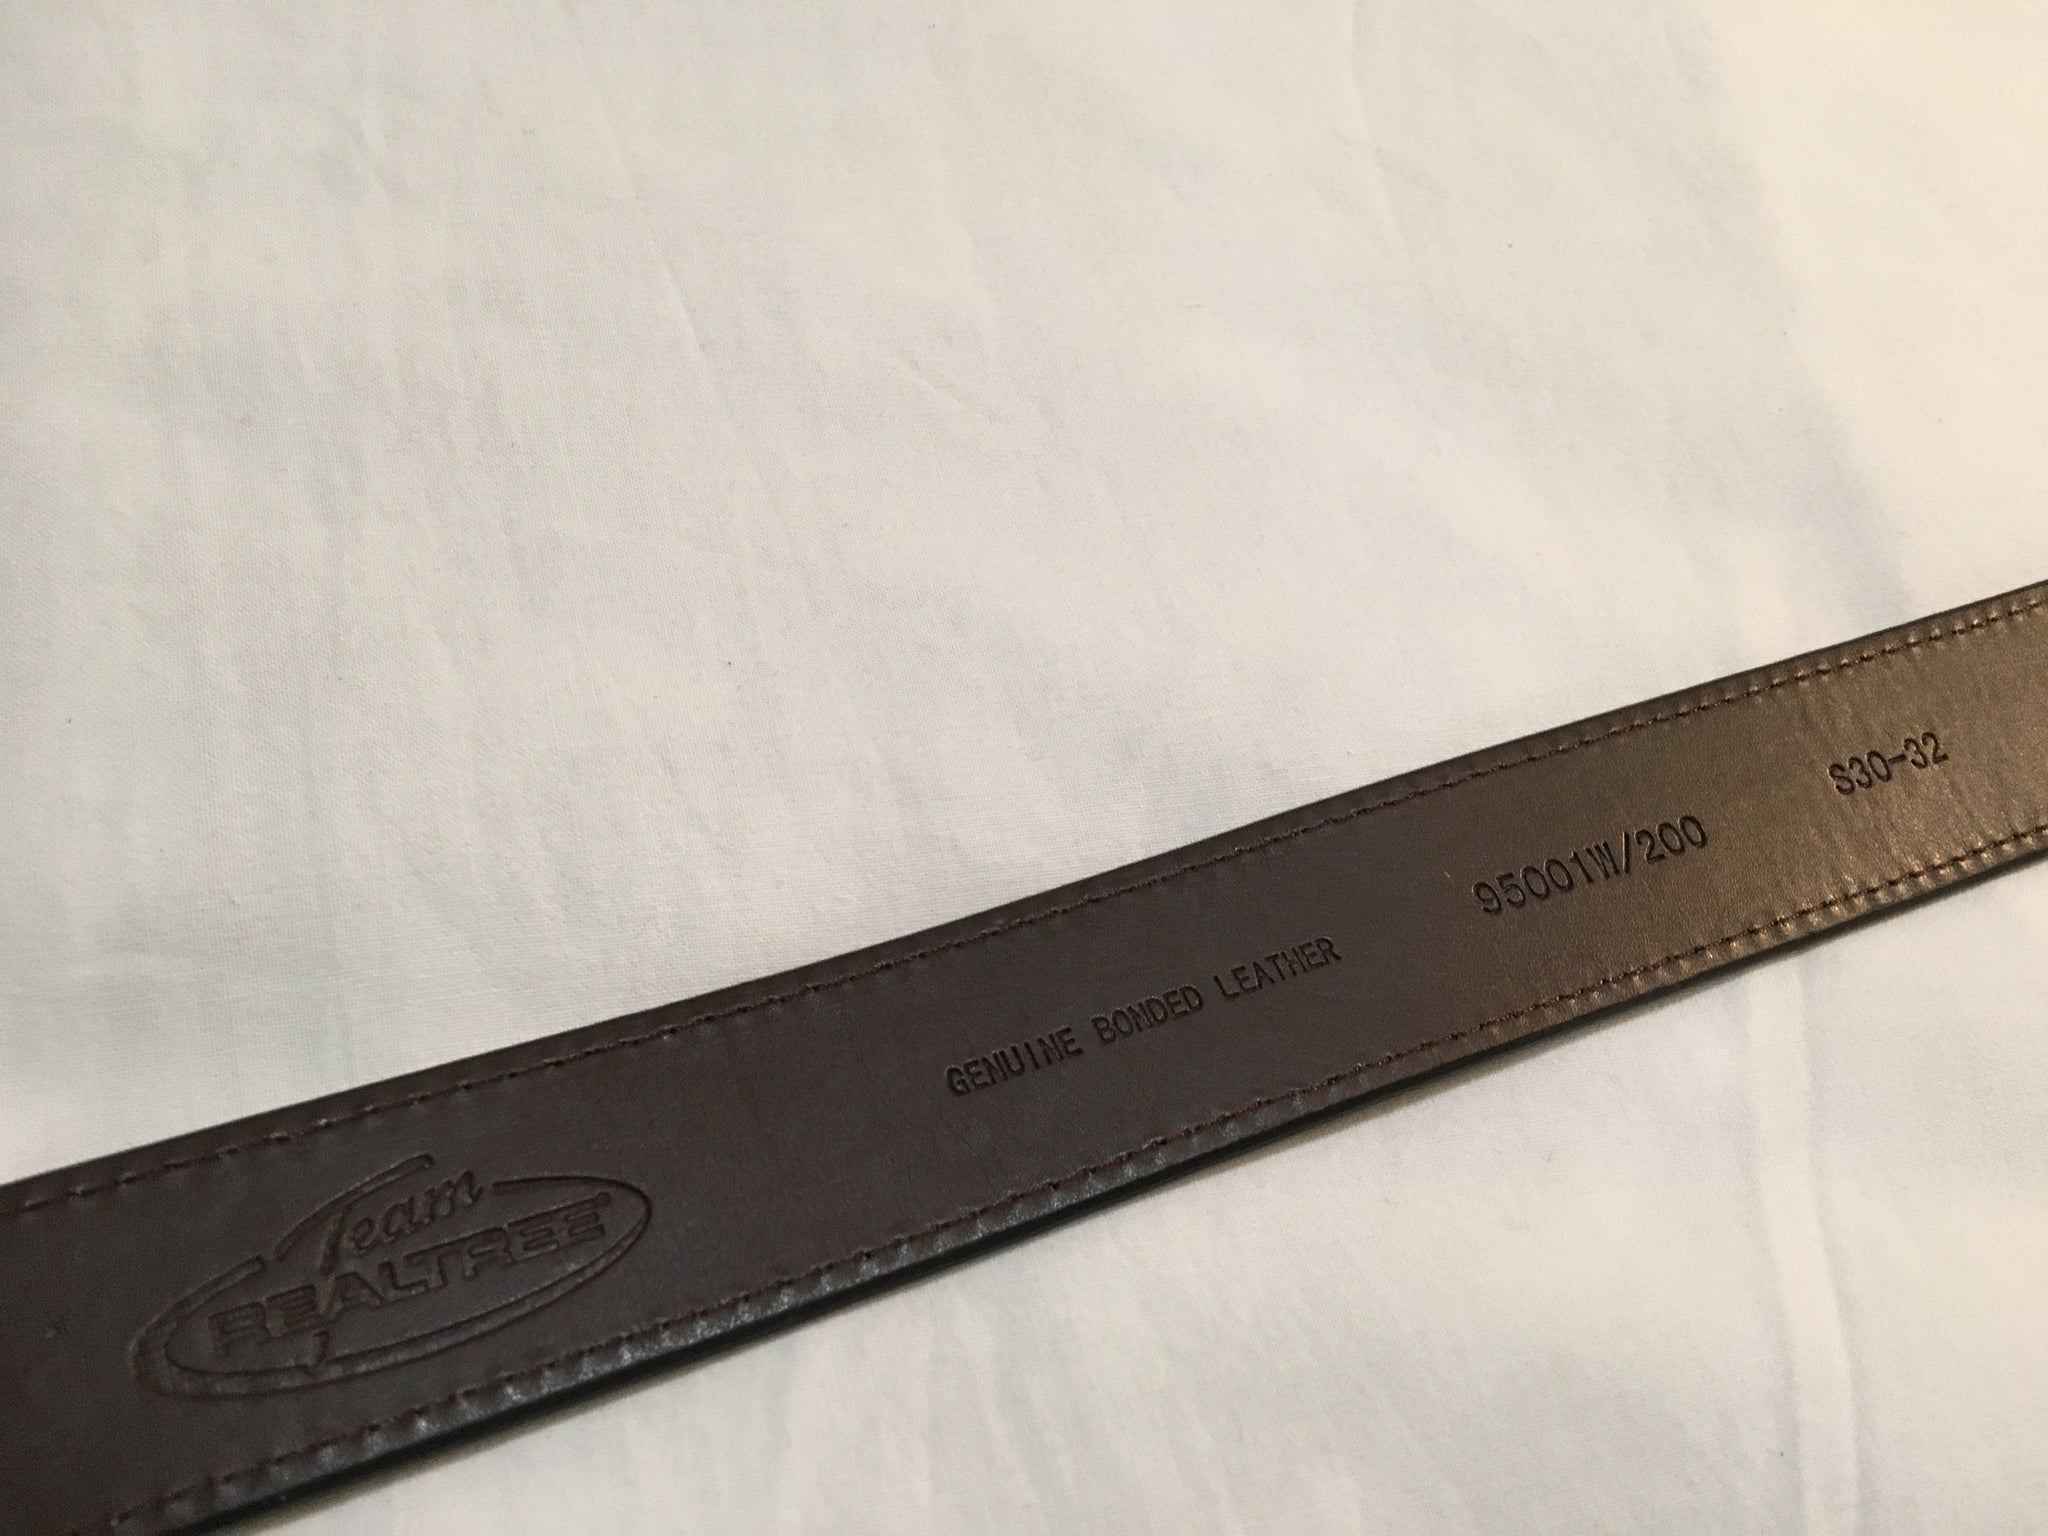 Team
REALTREE
GENUINE BONDED LEATHER
95001W/200
S30-32